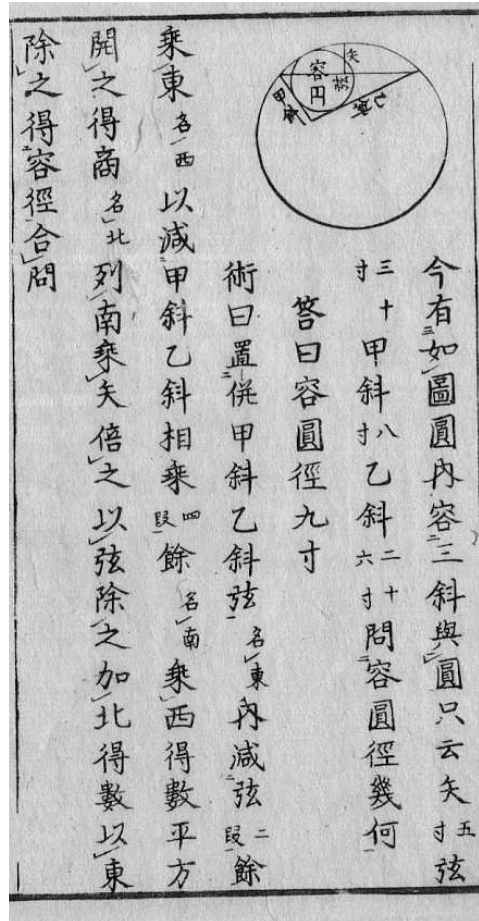 容円
矢
弦
甲斜
乙斜
今有如圖圓内容三斜與圓只云矢五寸弦
三十寸甲斜八寸乙斜二十六寸問容圓徑幾何
荅曰容圓徑九寸
術曰置併甲斜乙斜弦名東内減弦二段餘
乘東名西以減甲斜乙斜相乘四段餘名南乘西得數平方
開之得商名北列南乘矢倍之以弦除之加北得數以東
除之得容徑合問